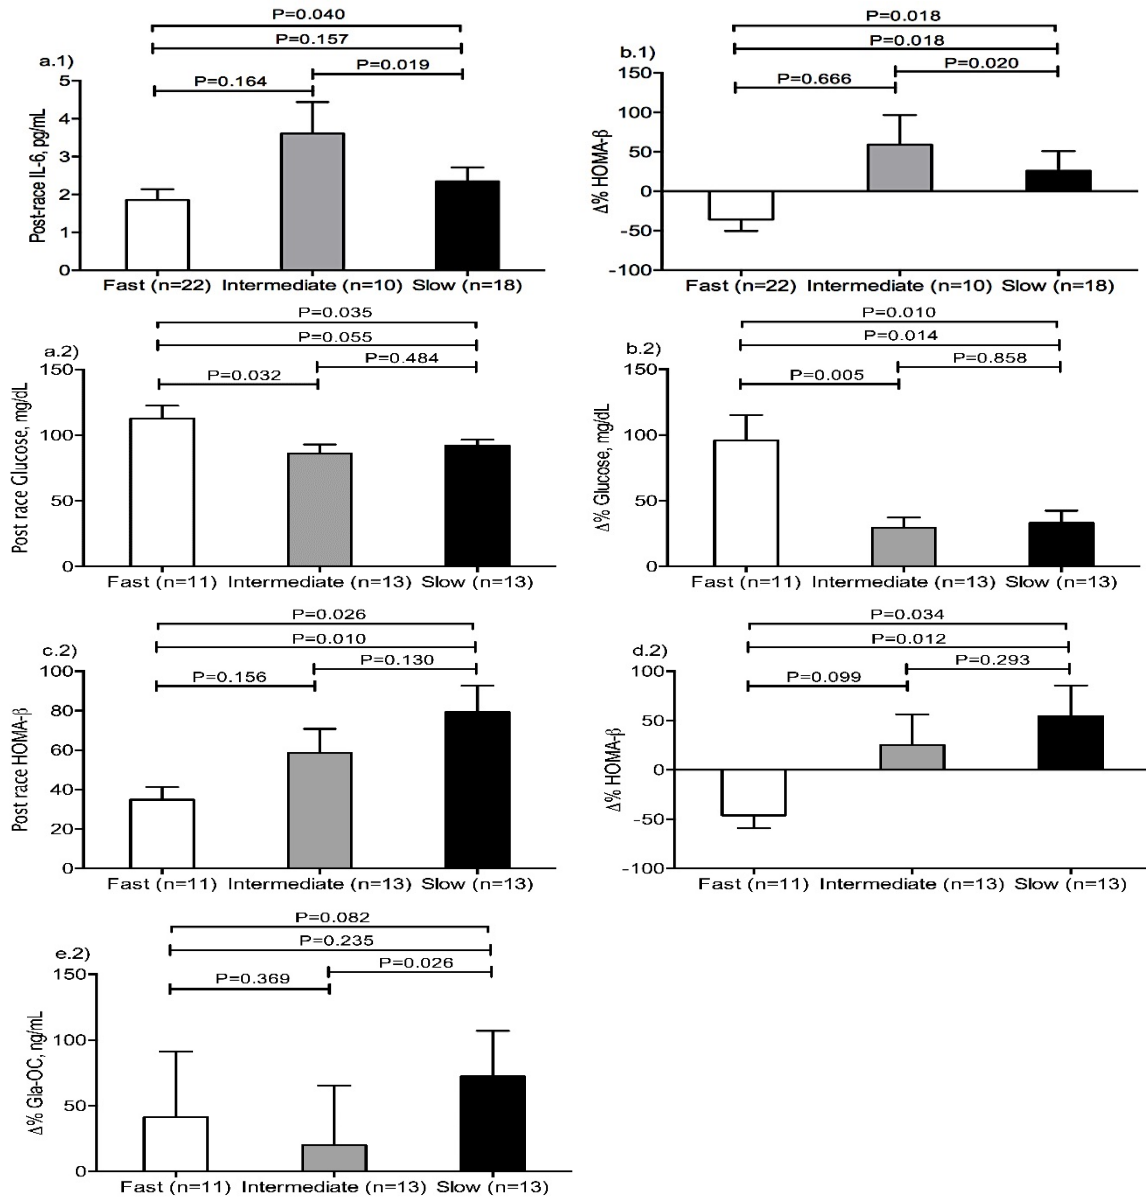 a.1)
P=0.040
P=0.157
P=0.019
P=0.164
Post-race IL-6, pg/mL
5
4
3
2
1
0
Fast (n=22) Intermediate (n=10) Slow (n=18)
b.1)
P=0.018
P=0.018
P=0.020
P=0.666
Δ% HOMA-β
150
100
50
0
-50
-100
Fast (n=22) Intermediate (n=10) Slow (n=18)
a.2)
P=0.035
P=0.055
P=0.484
P=0.032
Post race Glucose, mg/dL
150
100
50
0
Fast (n=11) Intermediate (n=13) Slow (n=13)
b.2)
P=0.010
P=0.014
P=0.858
P=0.005
Δ% Glucose, mg/dL
150
100
50
0
Fast (n=11) Intermediate (n=13) Slow (n=13)
c.2)
P=0.026
P=0.010
P=0.130
P=0.156
Post race HOMA-β
100
80
60
40
20
0
Fast (n=11) Intermediate (n=13) Slow (n=13)
d.2)
P=0.034
P=0.012
P=0.293
P=0.099
Δ% HOMA-β
100
50
0
-50
-100
Fast (n=11) Intermediate (n=13) Slow (n=13)
e.2)
P=0.082
P=0.235
P=0.026
P=0.369
Δ% Gla-OC, ng/mL
150
100
50
0
Fast (n=11) Intermediate (n=13) Slow (n=13)